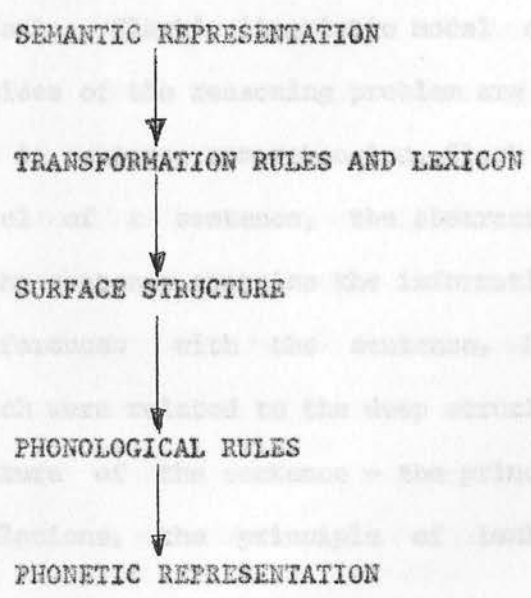 SEMANTIC REPRESENTATION
TRANSFORMATION RULES AND LEXICON
SURFACE STRUCTURE
PHONOLOGICAL RULES
PHONETIC REPRESENTATION